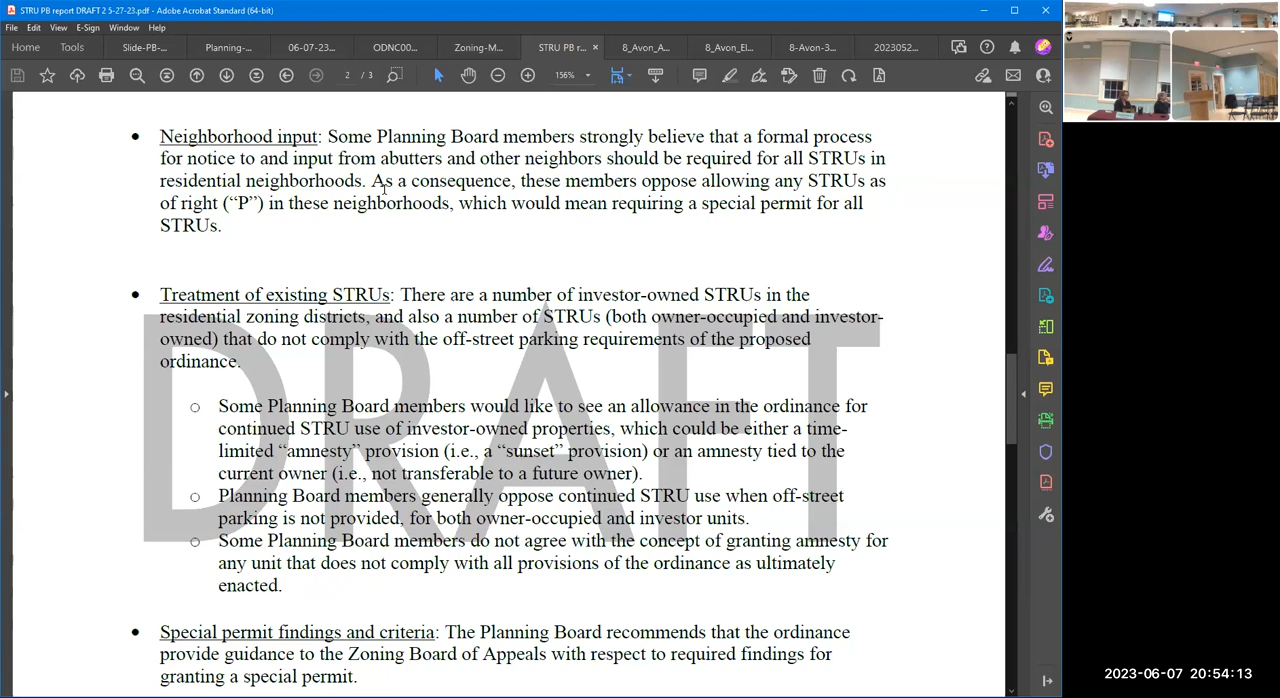 STRU PB report DRAFT 2 5-27-23.pdf - Adobe Acrobat Standard (64-bit)
File Edit View E-Sign Window Help
Home Tools Slide-PB-... Planning-... 06-07-23... ODNC00... Zoning-M... STRU PB r... × 8_Avon_A... 8_Avon_El... 8-Avon-3... 2023052...
2 / 3 156%
• Neighborhood input: Some Planning Board members strongly believe that a formal process
for notice to and input from abutters and other neighbors should be required for all STRUs in
residential neighborhoods. As a consequence, these members oppose allowing any STRUs as
of right (“P”) in these neighborhoods, which would mean requiring a special permit for all
STRUs.
• Treatment of existing STRUs: There are a number of investor-owned STRUs in the
residential zoning districts, and also a number of STRUs (both owner-occupied and investor-
owned) that do not comply with the off-street parking requirements of the proposed
ordinance.
○ Some Planning Board members would like to see an allowance in the ordinance for
continued STRU use of investor-owned properties, which could be either a time-
limited “amnesty” provision (i.e., a “sunset” provision) or an amnesty tied to the
current owner (i.e., not transferable to a future owner).
○ Planning Board members generally oppose continued STRU use when off-street
parking is not provided, for both owner-occupied and investor units.
○ Some Planning Board members do not agree with the concept of granting amnesty for
any unit that does not comply with all provisions of the ordinance as ultimately
enacted.
• Special permit findings and criteria: The Planning Board recommends that the ordinance
provide guidance to the Zoning Board of Appeals with respect to required findings for
granting a special permit.
DRAFT
2023-06-07 20:54:13